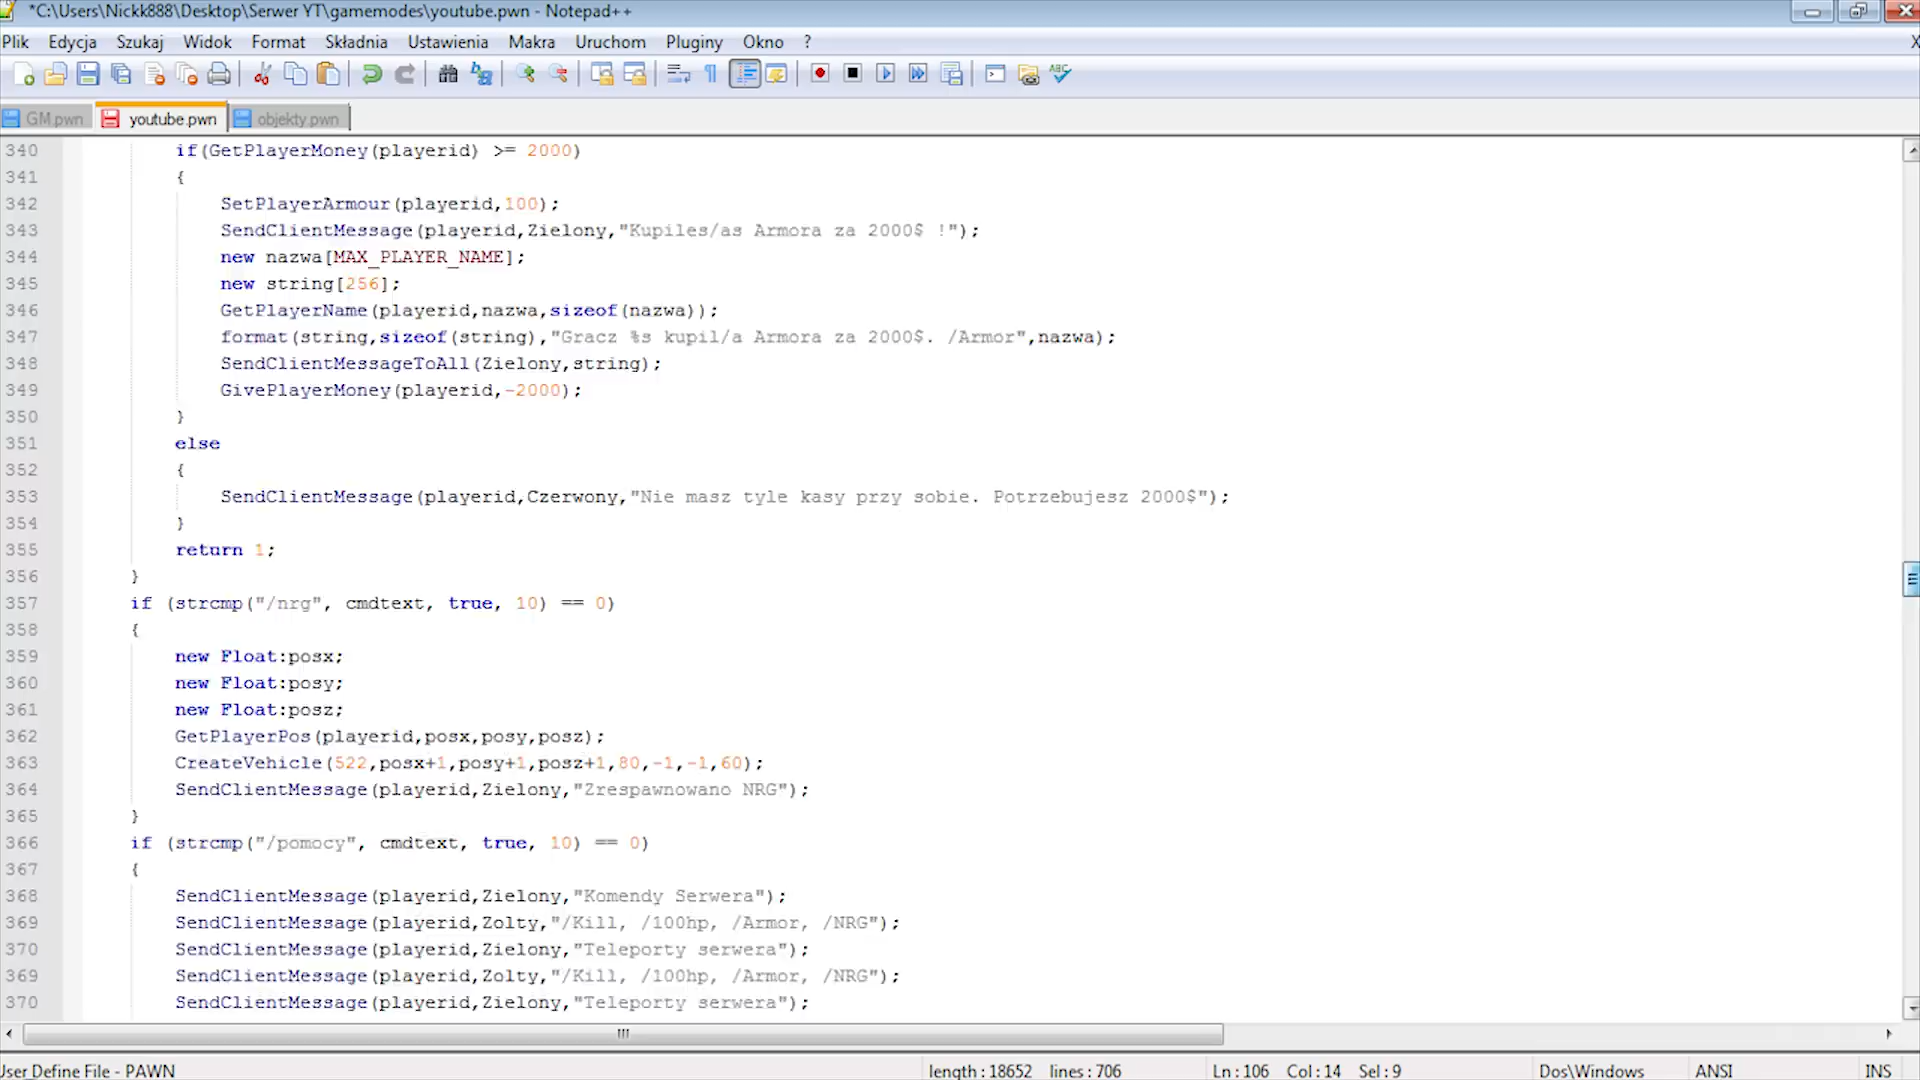 *C:\Users\Nickk888\Desktop\Serwer YT\gamemodes\youtube.pwn - Notepad++
Plik Edycja Szukaj Widok Format Składnia Ustawienia Makra Uruchom Pluginy Okno ? X
GM.pwn youtube.pwn objekty.pwn
340 if(GetPlayerMoney(playerid) >= 2000)
341 {
342 SetPlayerArmour(playerid,100);
343 SendClientMessage(playerid,Zielony,"Kupiles/as Armora za 2000$ !");
344 new nazwa[MAX_PLAYER_NAME];
345 new string[256];
346 GetPlayerName(playerid,nazwa,sizeof(nazwa));
347 format(string,sizeof(string),"Gracz %s kupil/a Armora za 2000$. /Armor",nazwa);
348 SendClientMessageToAll(Zielony,string);
349 GivePlayerMoney(playerid,-2000);
350 }
351 else
352 {
353 SendClientMessage(playerid,Czerwony,"Nie masz tyle kasy przy sobie. Potrzebujesz 2000$");
354 }
355 return 1;
356 }
357 if (strcmp("/nrg", cmdtext, true, 10) == 0)
358 {
359 new Float:posx;
360 new Float:posy;
361 new Float:posz;
362 GetPlayerPos(playerid,posx,posy,posz);
363 CreateVehicle(522,posx+1,posy+1,posz+1,80,-1,-1,60);
364 SendClientMessage(playerid,Zielony,"Zrespawnowano NRG");
365 }
366 if (strcmp("/pomocy", cmdtext, true, 10) == 0)
367 {
368 SendClientMessage(playerid,Zielony,"Komendy Serwera");
369 SendClientMessage(playerid,Zolty,"/Kill, /100hp, /Armor, /NRG");
370 SendClientMessage(playerid,Zielony,"Teleporty serwera");
369 SendClientMessage(playerid,Zolty,"/Kill, /100hp, /Armor, /NRG");
370 SendClientMessage(playerid,Zielony,"Teleporty serwera");
User Define File - PAWN length : 18652 lines : 706 Ln : 106 Col : 14 Sel : 9 Dos\Windows ANSI INS